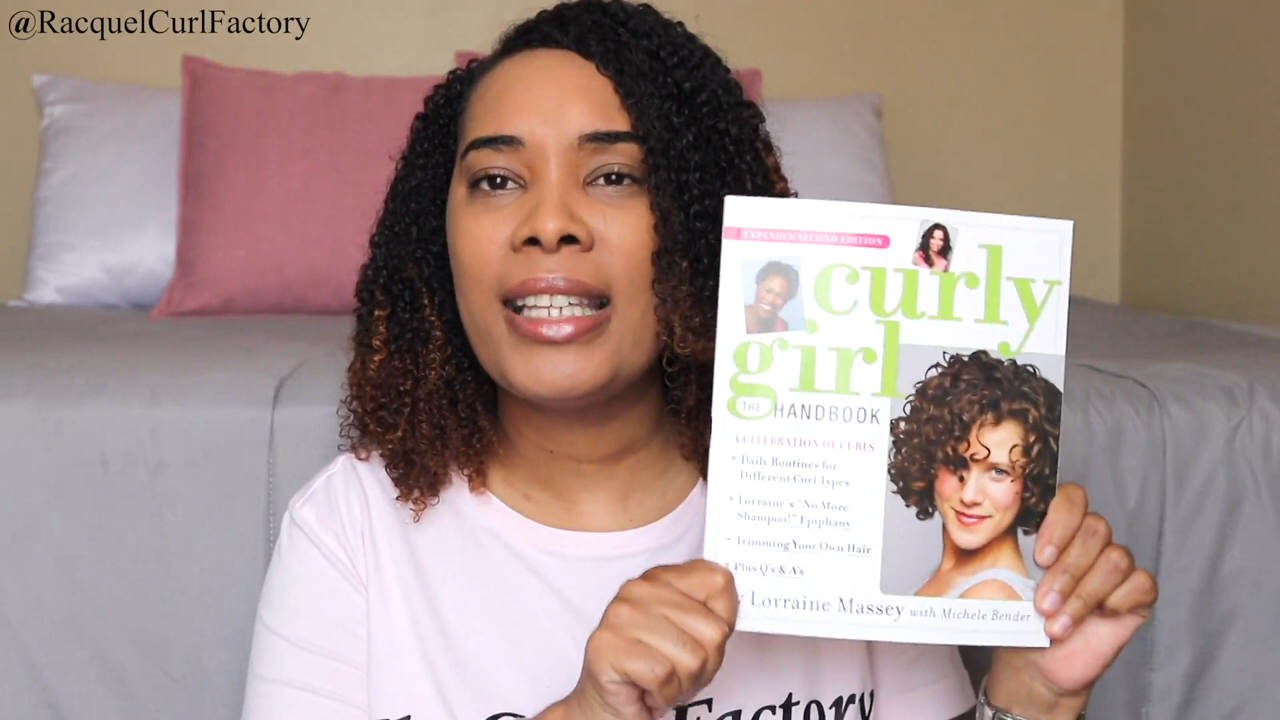 @RacquelCurlFactory
EXPANDED SECOND EDITION
curly
girl
THE HANDBOOK
A CELEBRATION OF CURLS
* Daily Routines for
Different Curl Types
* Lorraine's "No More
Shampoo!" Epiphany
* Trimming Your Own Hair
* Plus Q's & A's
Lorraine Massey with Michele Bender
Factory